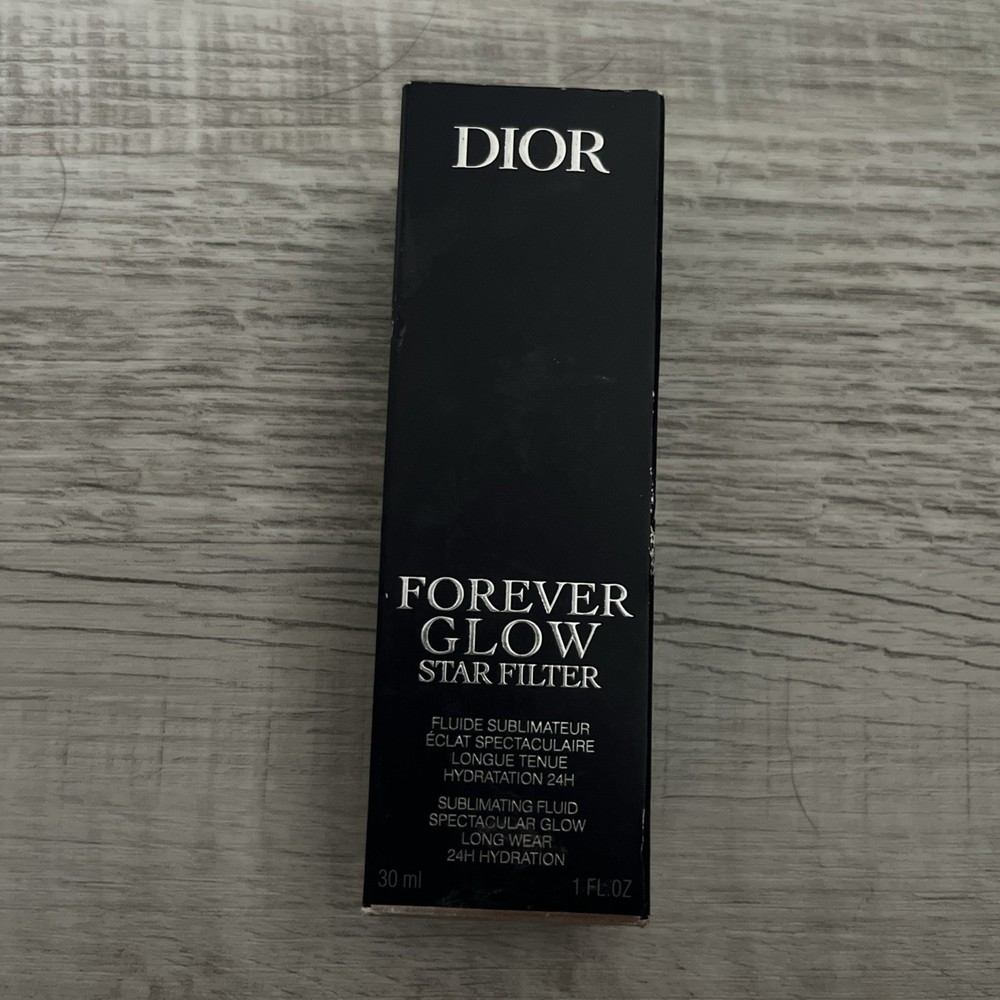 DIOR
FOREVER
GLOW
STAR FILTER
FLUIDE SUBLIMATEUR
ÉCLAT SPECTACULAIRE
LONGUE TENUE
HYDRATATION 24H
SUBLIMATING FLUID
SPECTACULAR GLOW
LONG WEAR
24H HYDRATION
30 ml 1 FL.OZ